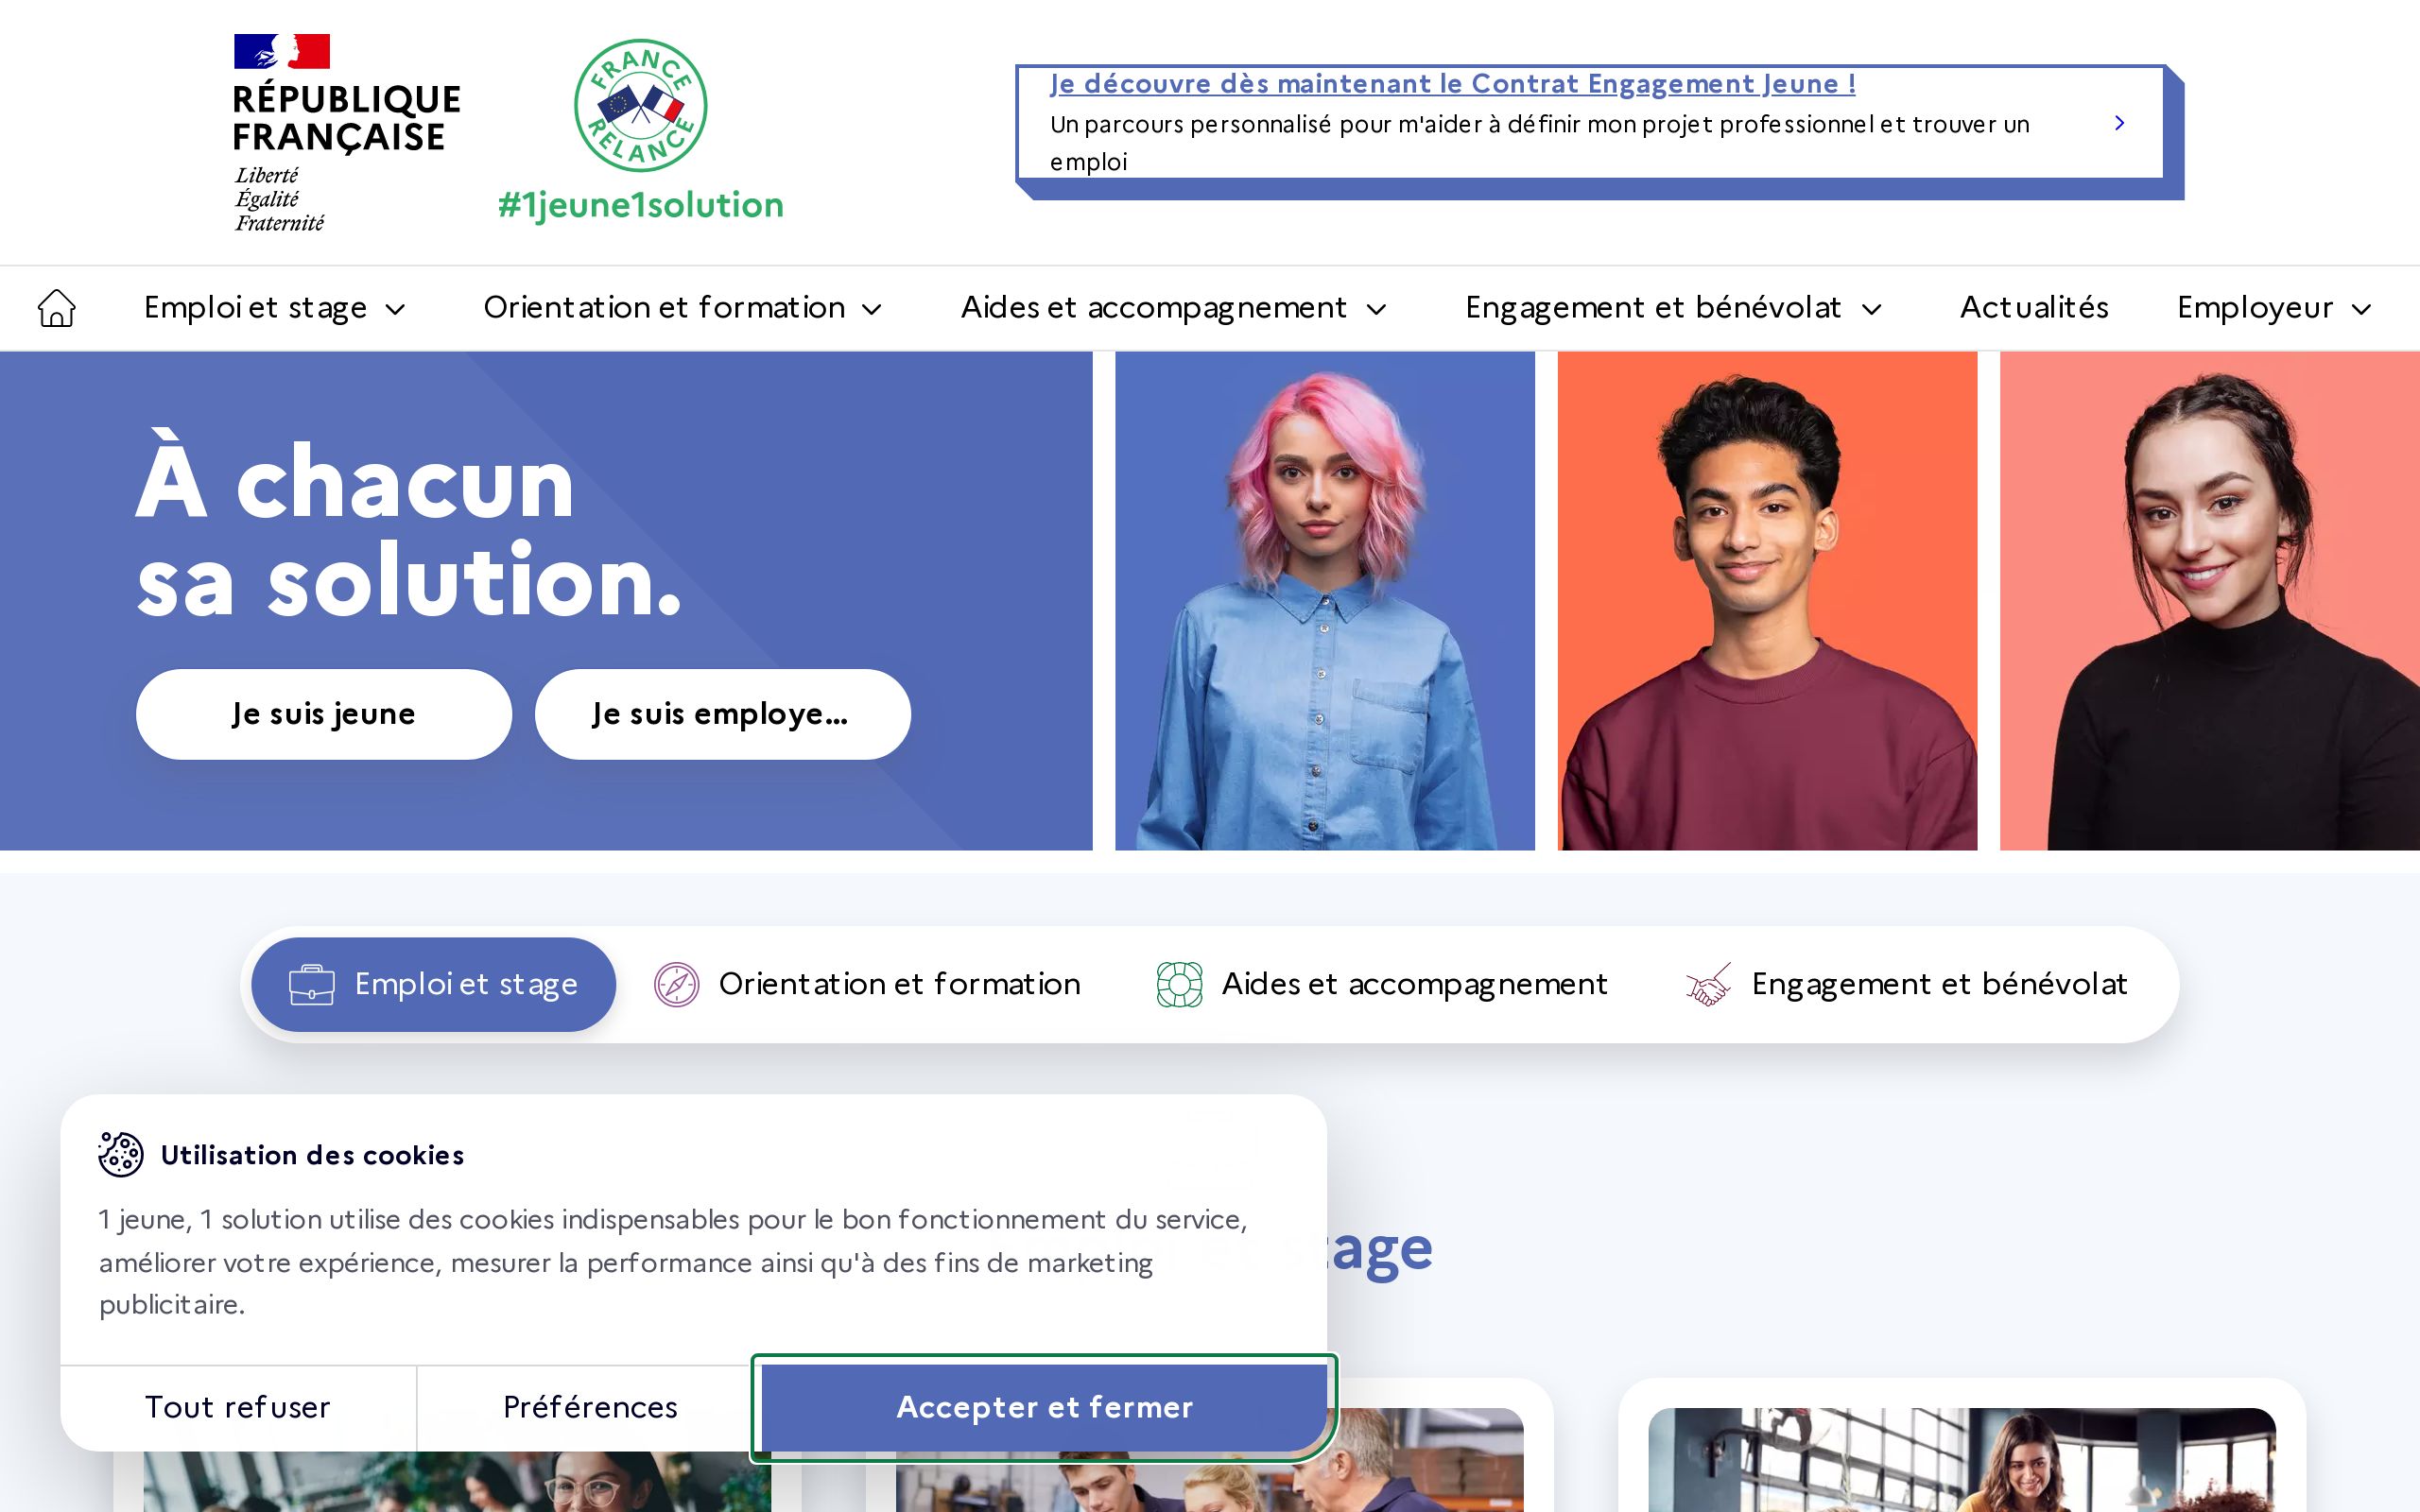 RÉPUBLIQUE
FRANÇAISE
Liberté
Égalité
Fraternité
FRANCE
RELANCE
#1jeune1solution
Je découvre dès maintenant le Contrat Engagement Jeune !
Un parcours personnalisé pour m'aider à définir mon projet professionnel et trouver un
emploi
Emploi et stage
Orientation et formation
Aides et accompagnement
Engagement et bénévolat
Actualités
Employeur
À chacun
sa solution.
Je suis jeune
Je suis employe...
Emploi et stage
Orientation et formation
Aides et accompagnement
Engagement et bénévolat
tage
Utilisation des cookies
1 jeune, 1 solution utilise des cookies indispensables pour le bon fonctionnement du service,
améliorer votre expérience, mesurer la performance ainsi qu'à des fins de marketing
publicitaire.
Tout refuser
Préférences
Accepter et fermer